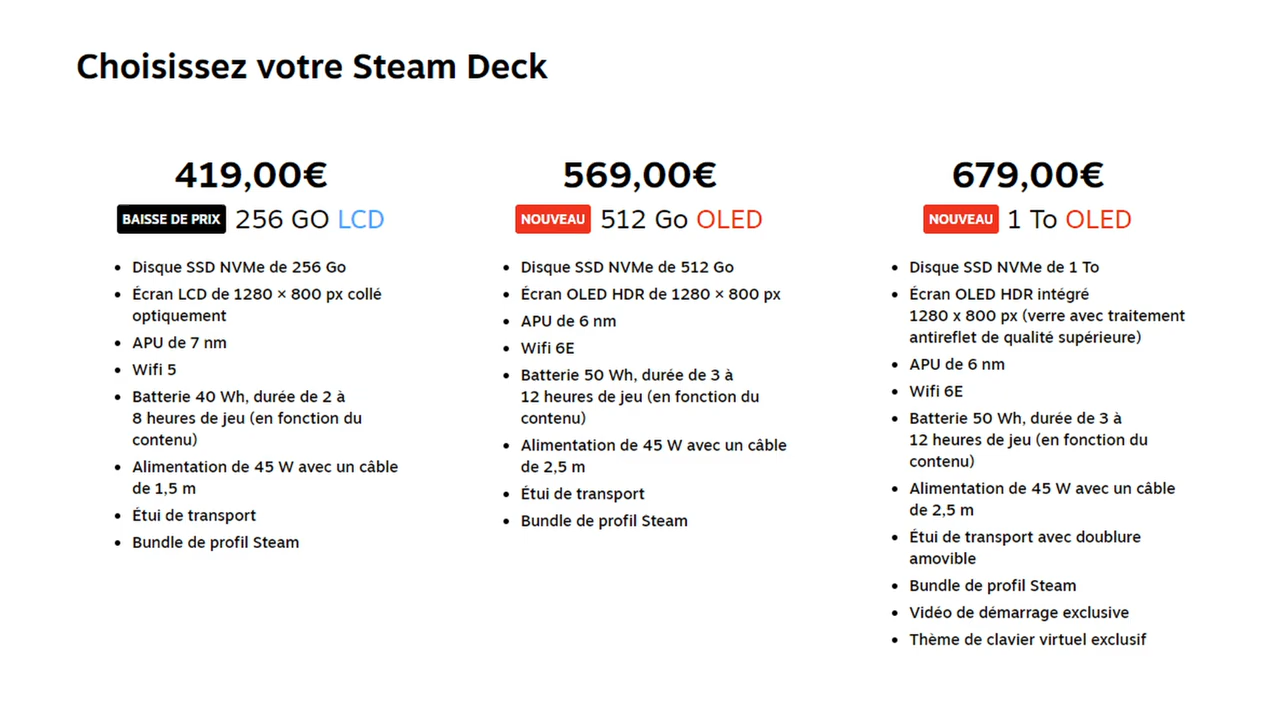 Choisissez votre Steam Deck
419,00€
BAISSE DE PRIX 256 GO LCD
Disque SSD NVMe de 256 Go
Écran LCD de 1280 × 800 px collé
optiquement
APU de 7 nm
Wifi 5
Batterie 40 Wh, durée de 2 à
8 heures de jeu (en fonction du
contenu)
Alimentation de 45 W avec un câble
de 1,5 m
Étui de transport
Bundle de profil Steam
569,00€
NOUVEAU 512 Go OLED
Disque SSD NVMe de 512 Go
Écran OLED HDR de 1280 × 800 px
APU de 6 nm
Wifi 6E
Batterie 50 Wh, durée de 3 à
12 heures de jeu (en fonction du
contenu)
Alimentation de 45 W avec un câble
de 2,5 m
Étui de transport
Bundle de profil Steam
679,00€
NOUVEAU 1 To OLED
Disque SSD NVMe de 1 To
Écran OLED HDR intégré
1280 x 800 px (verre avec traitement
antireflet de qualité supérieure)
APU de 6 nm
Wifi 6E
Batterie 50 Wh, durée de 3 à
12 heures de jeu (en fonction du
contenu)
Alimentation de 45 W avec un câble
de 2,5 m
Étui de transport avec doublure
amovible
Bundle de profil Steam
Vidéo de démarrage exclusive
Thème de clavier virtuel exclusif